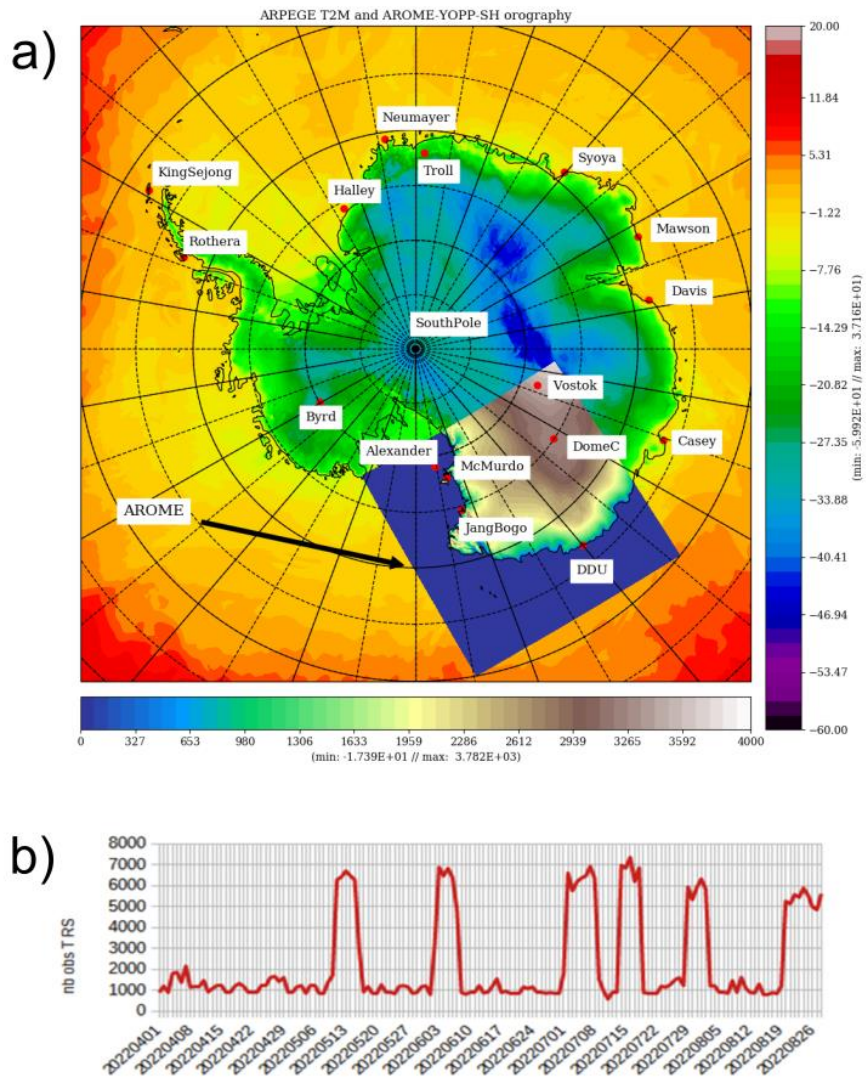 ARPEGE T2M and AROME-YOPP-SH orography
a)
Neumayer
Troll
Syoya
KingSejong
Halley
Rothera
Mawson
Davis
SouthPole
Vostok
Byrd
DomeC
Casey
Alexander
McMurdo
AROME
JangBogo
DDU
20.00
11.84
5.31
−1.22
−7.76
−14.29
−20.82
−27.35
−33.88
−40.41
−46.94
−53.47
−60.00
(min: -5.992E+01 // max: 3.716E+01)
0 327 653 980 1306 1633 1959 2286 2612 2939 3265 3592 4000
(min: -1.739E+01 // max: 3.782E+03)
b)
nb obs T RS
8000
7000
6000
5000
4000
3000
2000
1000
0
20220401 20220408 20220415 20220422 20220429 20220506 20220513 20220520 20220527 20220603 20220610 20220617 20220624 20220701 20220708 20220715 20220722 20220729 20220805 20220812 20220819 20220826